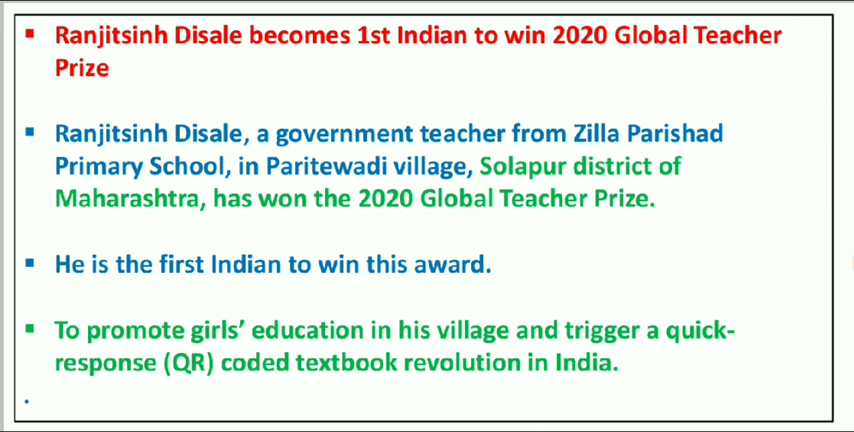 ▪ Ranjitsinh Disale becomes 1st Indian to win 2020 Global Teacher
Prize
▪ Ranjitsinh Disale, a government teacher from Zilla Parishad
Primary School, in Paritewadi village, Solapur district of
Maharashtra, has won the 2020 Global Teacher Prize.
▪ He is the first Indian to win this award.
▪ To promote girls’ education in his village and trigger a quick-
response (QR) coded textbook revolution in India.
.